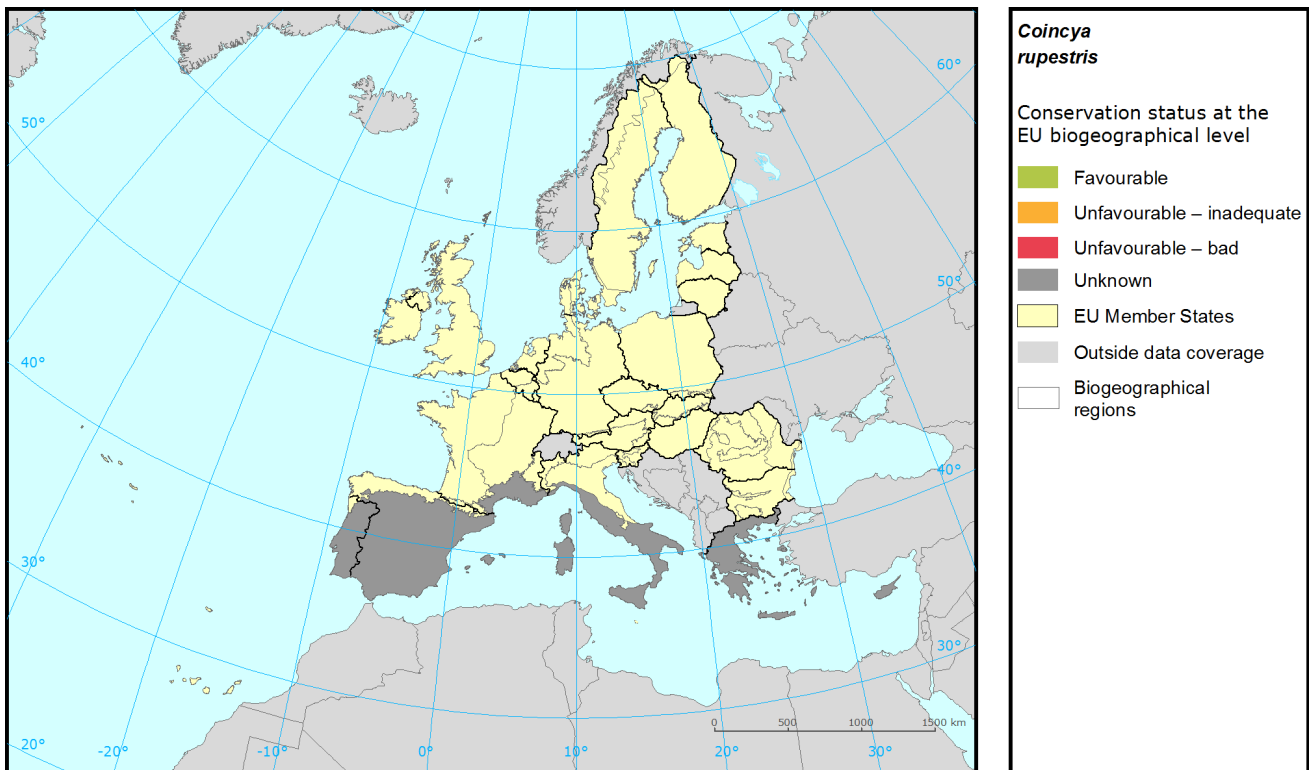 60°
50°
50°
40°
40°
30°
30°
20°
-20°
-10°
0°
10°
20°
30°
0 500 1000 1500 km
Coincya
rupestris
Conservation status at the
EU biogeographical level
Favourable
Unfavourable – inadequate
Unfavourable – bad
Unknown
EU Member States
Outside data coverage
Biogeographical
regions